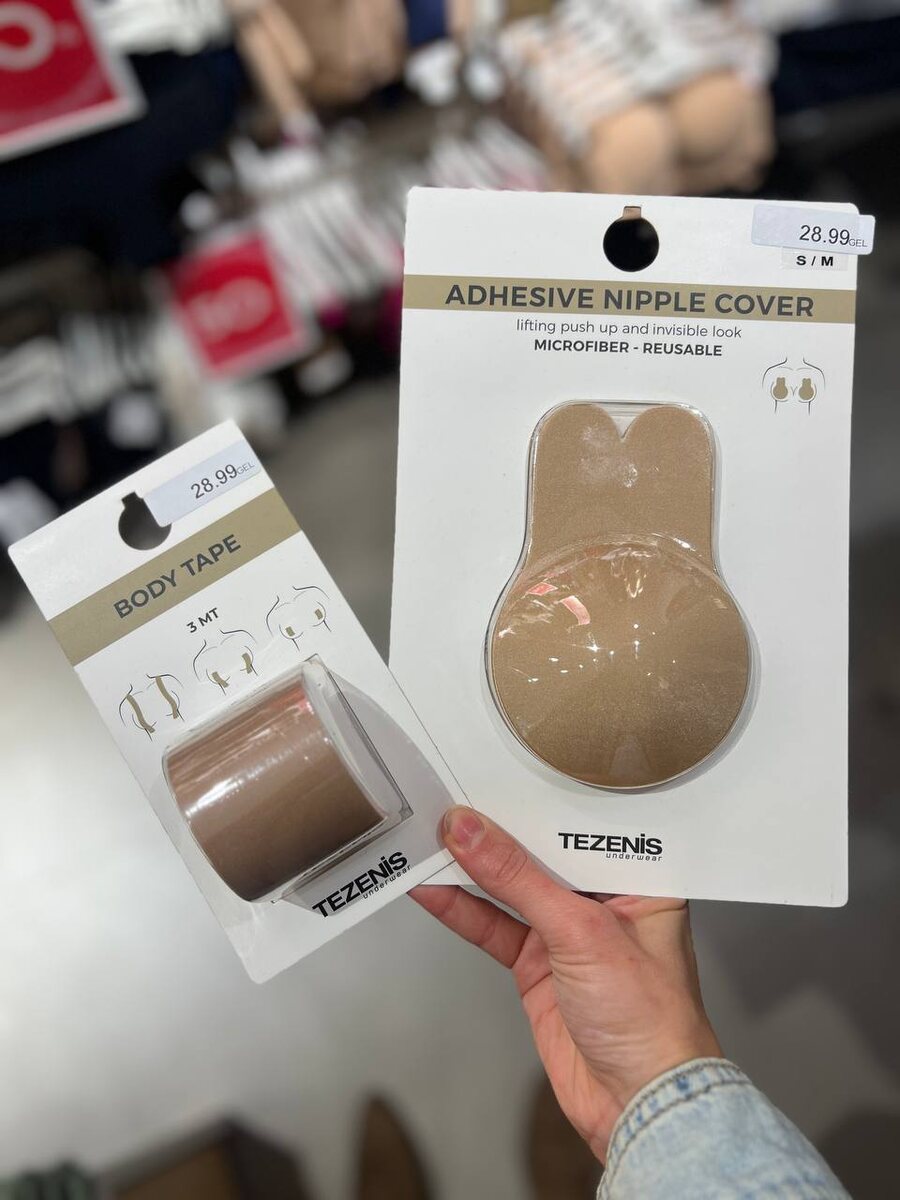 28.99GEL
S / M
ADHESIVE NIPPLE COVER
lifting push up and invisible look
MICROFIBER - REUSABLE
TEZENIS
underwear
28.99GEL
BODY TAPE
3 MT
TEZENIS
underwear